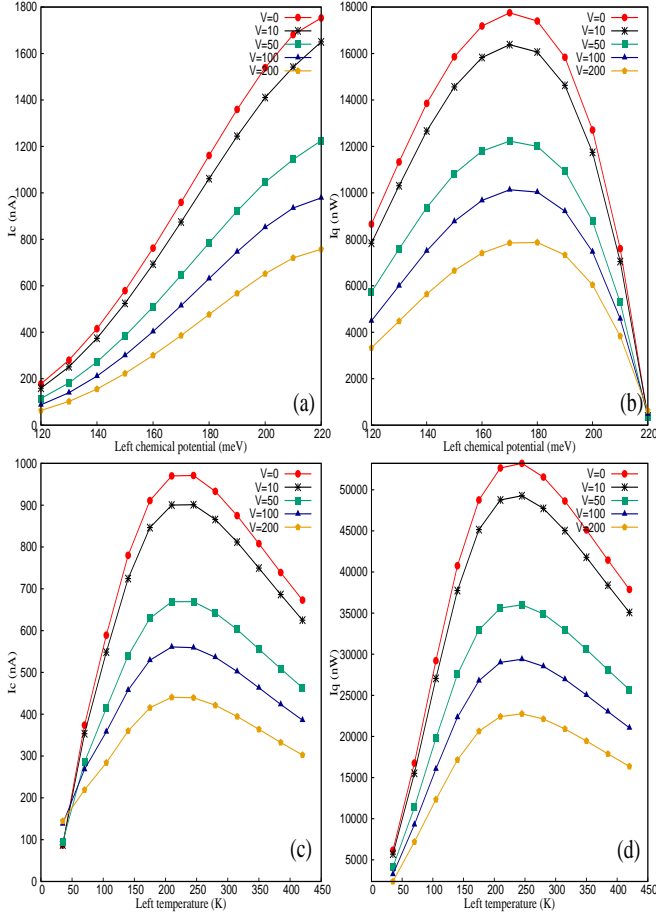 1800
1600
1400
1200
1000
800
600
400
200
0
Ic (nA)
V=0
V=10
V=50
V=100
V=200
(a)
120 140 160 180 200 220
Left chemical potential (meV)
18000
16000
14000
12000
10000
8000
6000
4000
2000
0
Iq (nW)
V=0
V=10
V=50
V=100
V=200
(b)
120 140 160 180 200 220
Left chemical potential (meV)
1000
900
800
700
600
500
400
300
200
100
0
Ic (nA)
V=0
V=10
V=50
V=100
V=200
(c)
0 50 100 150 200 250 300 350 400 450
Left temperature (K)
50000
45000
40000
35000
30000
25000
20000
15000
10000
5000
Iq (nW)
V=0
V=10
V=50
V=100
V=200
(d)
0 50 100 150 200 250 300 350 400 450
Left temperature (K)